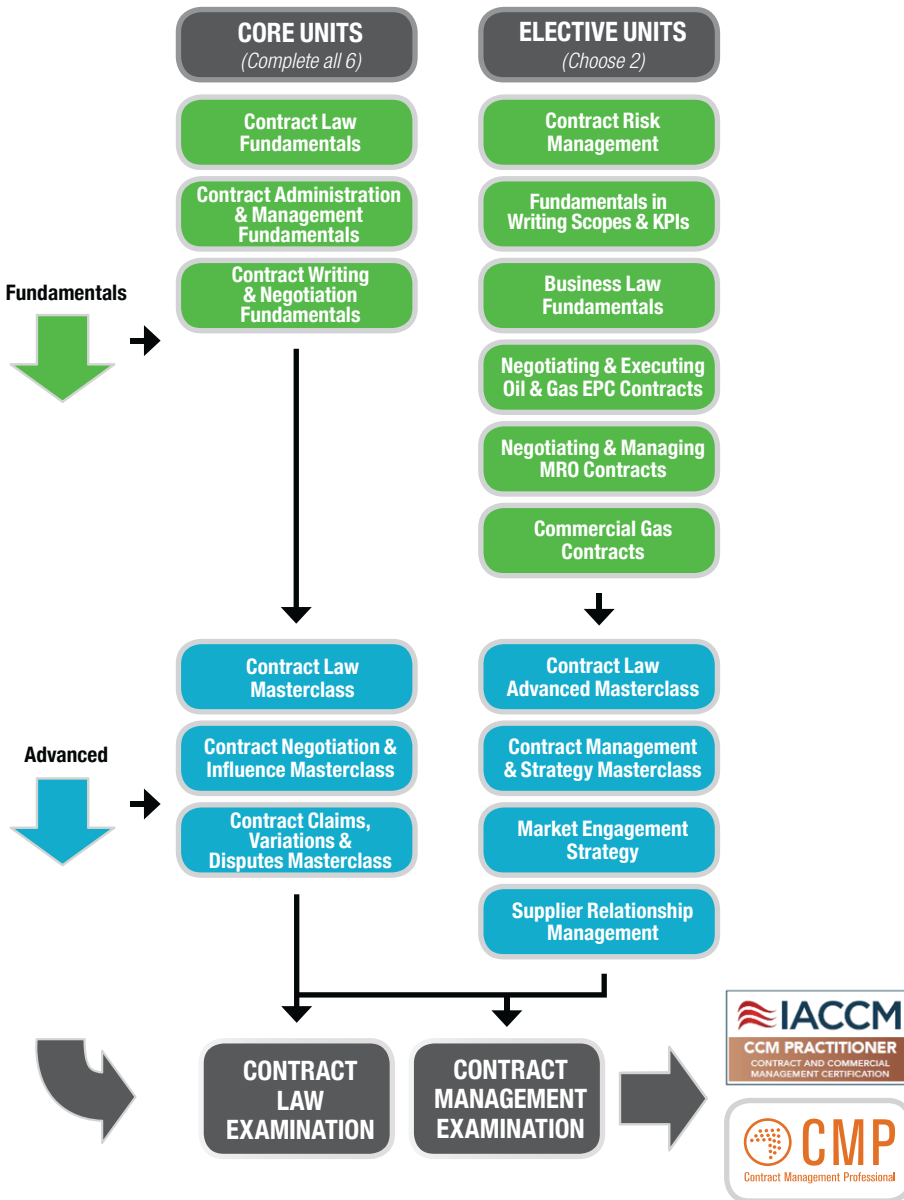 CORE UNITS
(Complete all 6)
ELECTIVE UNITS
(Choose 2)
Fundamentals
Contract Law
Fundamentals
Contract Administration
& Management
Fundamentals
Contract Writing
& Negotiation
Fundamentals
Contract Risk
Management
Fundamentals in
Writing Scopes & KPIs
Business Law
Fundamentals
Negotiating & Executing
Oil & Gas EPC Contracts
Negotiating & Managing
MRO Contracts
Commercial Gas
Contracts
Advanced
Contract Law
Masterclass
Contract Negotiation &
Influence Masterclass
Contract Claims,
Variations &
Disputes Masterclass
Contract Law
Advanced Masterclass
Contract Management
& Strategy Masterclass
Market Engagement
Strategy
Supplier Relationship
Management
CONTRACT
LAW
EXAMINATION
CONTRACT
MANAGEMENT
EXAMINATION
IACCM
CCM PRACTITIONER
CONTRACT AND COMMERCIAL
MANAGEMENT CERTIFICATION
CMP
Contract Management Professional